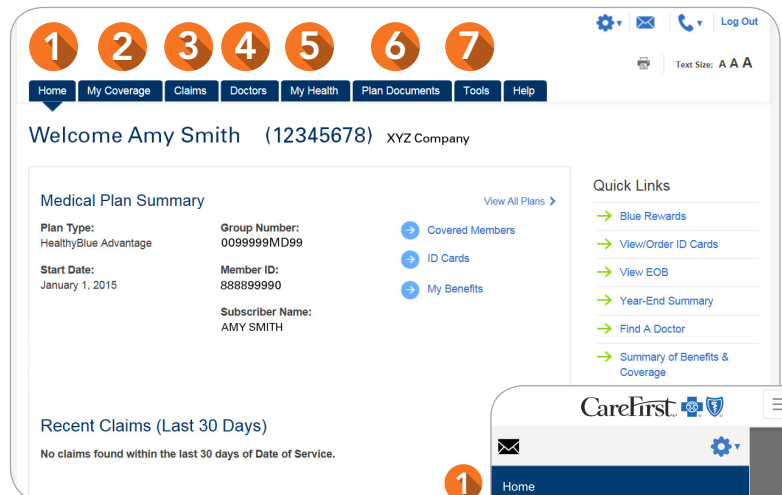 Log Out
1 2 3 4 5 6 7
Text Size: A A A
Home My Coverage Claims Doctors My Health Plan Documents Tools Help
Welcome Amy Smith (12345678) XYZ Company
Medical Plan Summary
View All Plans
Plan Type:
HealthyBlue Advantage
Start Date:
January 1, 2015
Group Number:
0099999MD99
Member ID:
888899990
Subscriber Name:
AMY SMITH
Covered Members
ID Cards
My Benefits
Quick Links
Blue Rewards
View/Order ID Cards
View EOB
Year-End Summary
Find A Doctor
Summary of Benefits &
Coverage
Recent Claims (Last 30 Days)
No claims found within the last 30 days of Date of Service.
CareFirst
1 Home